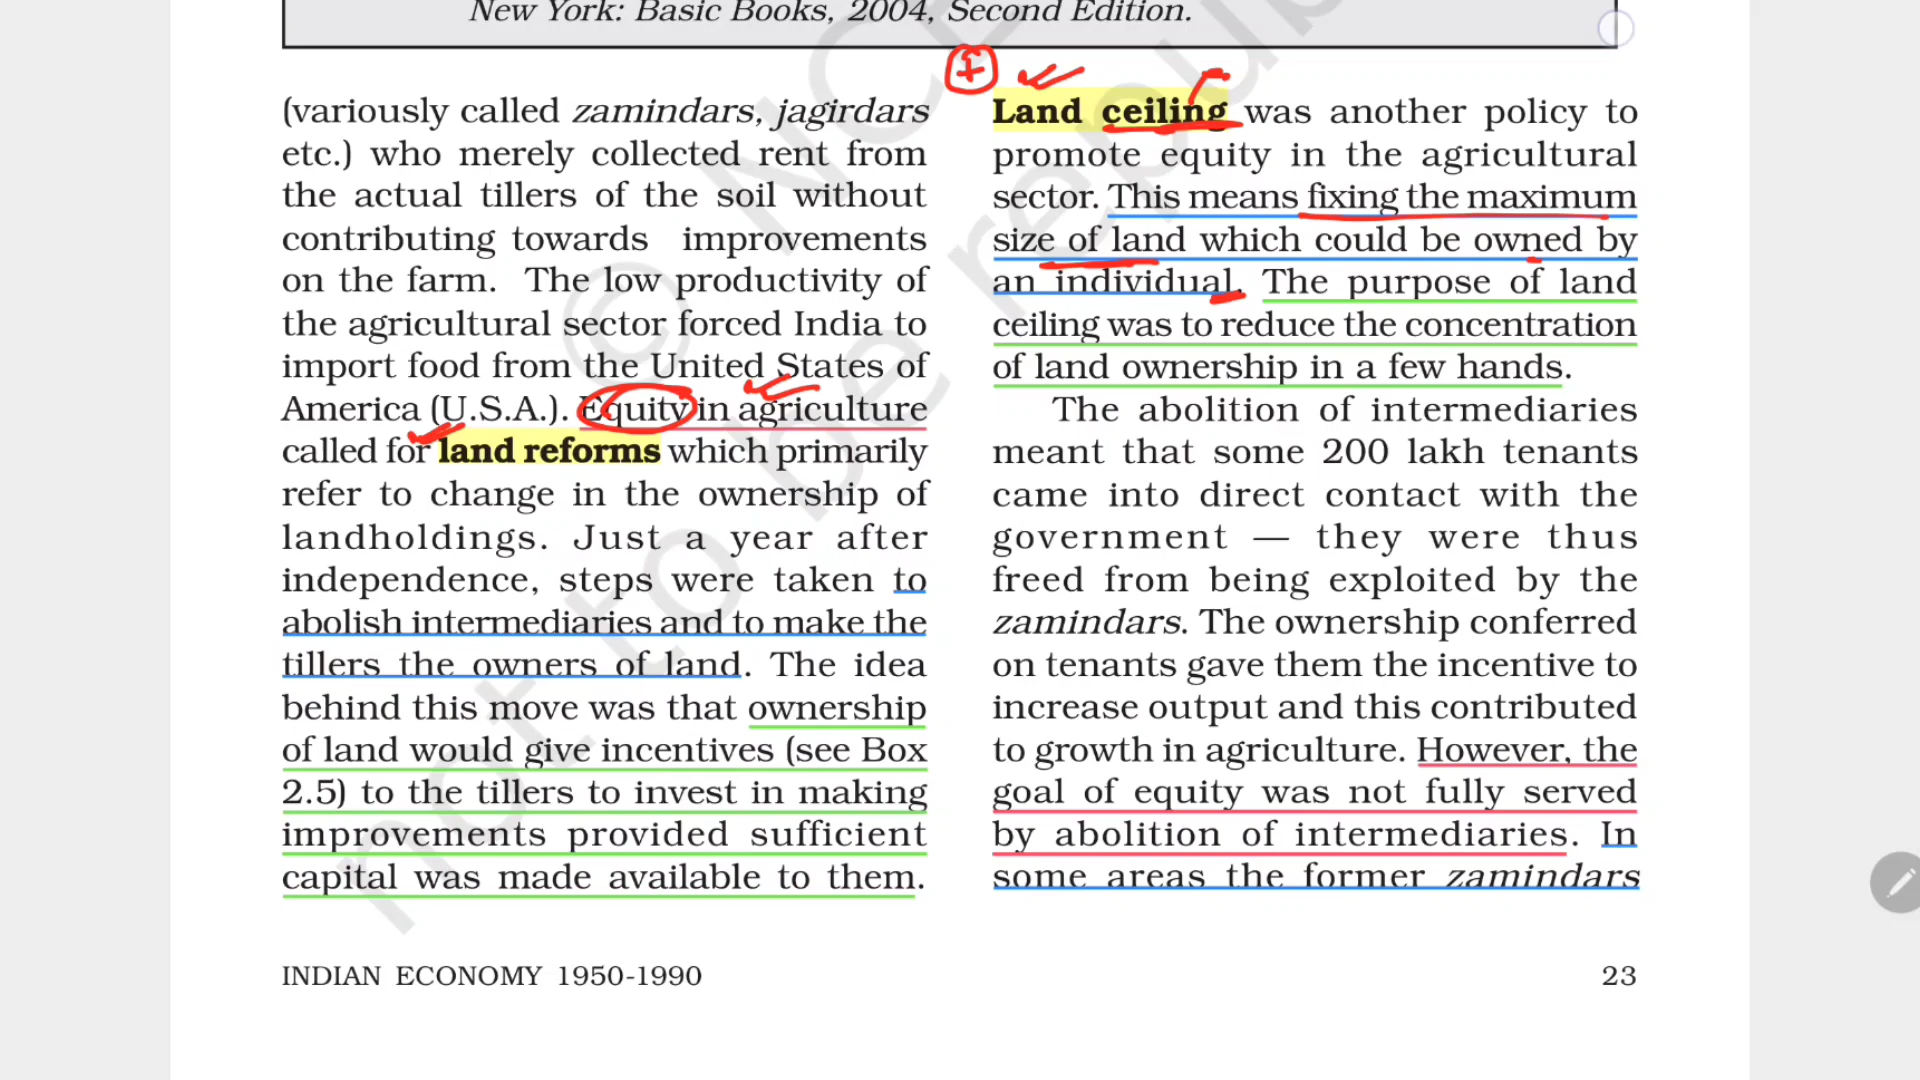 New York: Basic Books, 2004, Second Edition.
(variously called zamindars, jagirdars
etc.) who merely collected rent from
the actual tillers of the soil without
contributing towards improvements
on the farm. The low productivity of
the agricultural sector forced India to
import food from the United States of
America (U.S.A.). Equity in agriculture
called for land reforms which primarily
refer to change in the ownership of
landholdings. Just a year after
independence, steps were taken to
abolish intermediaries and to make the
tillers the owners of land. The idea
behind this move was that ownership
of land would give incentives (see Box
2.5) to the tillers to invest in making
improvements provided sufficient
capital was made available to them.
Land ceiling was another policy to
promote equity in the agricultural
sector. This means fixing the maximum
size of land which could be owned by
an individual. The purpose of land
ceiling was to reduce the concentration
of land ownership in a few hands.
The abolition of intermediaries
meant that some 200 lakh tenants
came into direct contact with the
government — they were thus
freed from being exploited by the
zamindars. The ownership conferred
on tenants gave them the incentive to
increase output and this contributed
to growth in agriculture. However, the
goal of equity was not fully served
by abolition of intermediaries. In
some areas the former zamindars
INDIAN ECONOMY 1950-1990
23
© NCE
not to be repub